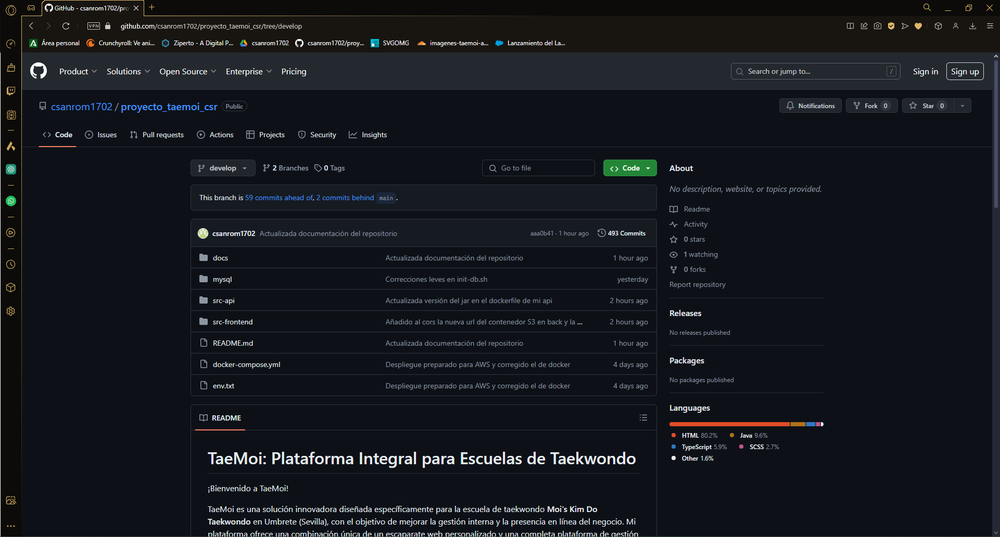 GitHub - csanrom1702/pro
VPN
github.com/csanrom1702/proyecto_taemoi_csr/tree/develop
Área personal
Crunchyroll: Ve ani...
Ziperto - A Digital P...
csanrom1702
csanrom1702/proy...
SVGOMG
imagenes-taemoi-a...
Lanzamiento del La...
Product
Solutions
Open Source
Enterprise
Pricing
Search or jump to...
/
Sign in
Sign up
csanrom1702 / proyecto_taemoi_csr
Public
Notifications
Fork 0
Star 0
Code
Issues
Pull requests
Actions
Projects
Security
Insights
develop
2 Branches
0 Tags
Go to file
Code
This branch is 59 commits ahead of, 2 commits behind main .
csanrom1702 Actualizada documentación del repositorio aaa0b41 · 1 hour ago 493 Commits
docs Actualizada documentación del repositorio 1 hour ago
mysql Correcciones leves en init-db.sh yesterday
src-api Actualizada versión del jar en el dockerfile de mi api 2 hours ago
src-frontend Añadido al cors la nueva url del contenedor S3 en back y la ... 2 hours ago
README.md Actualizada documentación del repositorio 1 hour ago
docker-compose.yml Despliegue preparado para AWS y corregido el de docker 4 days ago
env.txt Despliegue preparado para AWS y corregido el de docker 4 days ago
README
TaeMoi: Plataforma Integral para Escuelas de Taekwondo
¡Bienvenido a TaeMoi!
TaeMoi es una solución innovadora diseñada específicamente para la escuela de taekwondo Moi's Kim Do
Taekwondo en Umbrete (Sevilla), con el objetivo de mejorar la gestión interna y la presencia en línea del negocio. Mi
plataforma ofrece una combinación única de un escaparate web personalizado y una completa plataforma de gestión
About
No description, website, or topics provided.
Readme
Activity
0 stars
1 watching
0 forks
Report repository
Releases
No releases published
Packages
No packages published
Languages
HTML 80.2%
Java 9.6%
TypeScript 5.9%
SCSS 2.7%
Other 1.6%